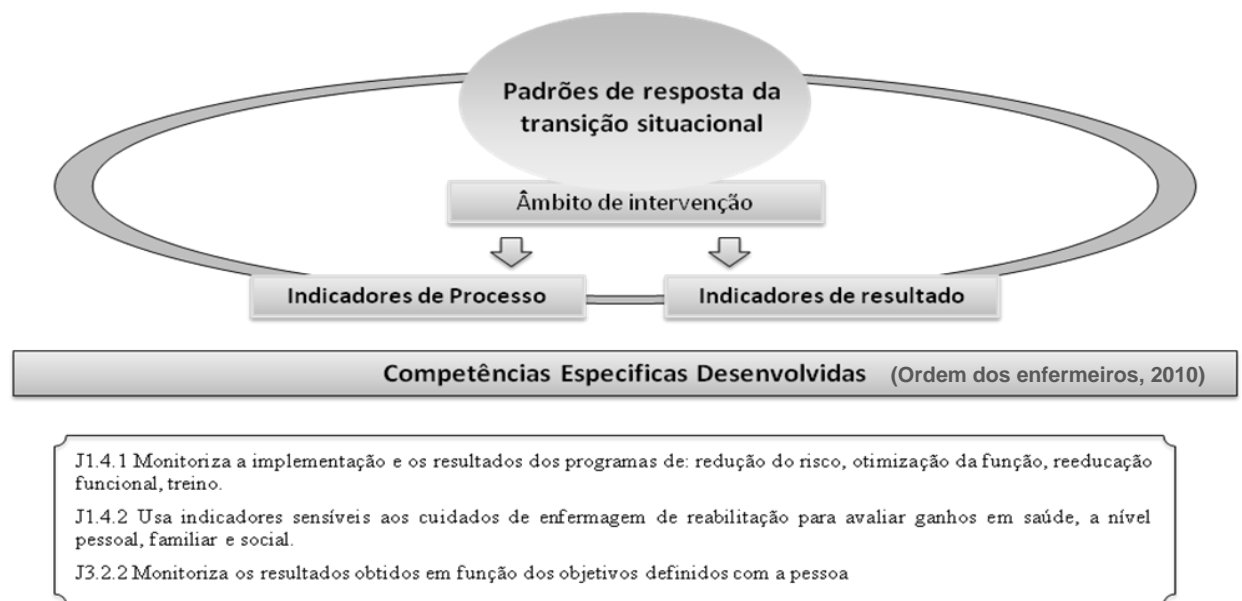 Padrões de resposta da
transição situacional
Âmbito de intervenção
Indicadores de Processo
Indicadores de resultado
Competências Especificas Desenvolvidas (Ordem dos enfermeiros, 2010)
J1.4.1 Monitoriza a implementação e os resultados dos programas de: redução do risco, otimização da função, reeducação
funcional, treino.
J1.4.2 Usa indicadores sensíveis aos cuidados de enfermagem de reabilitação para avaliar ganhos em saúde, a nível
pessoal, familiar e social.
J3.2.2 Monitoriza os resultados obtidos em função dos objetivos definidos com a pessoa